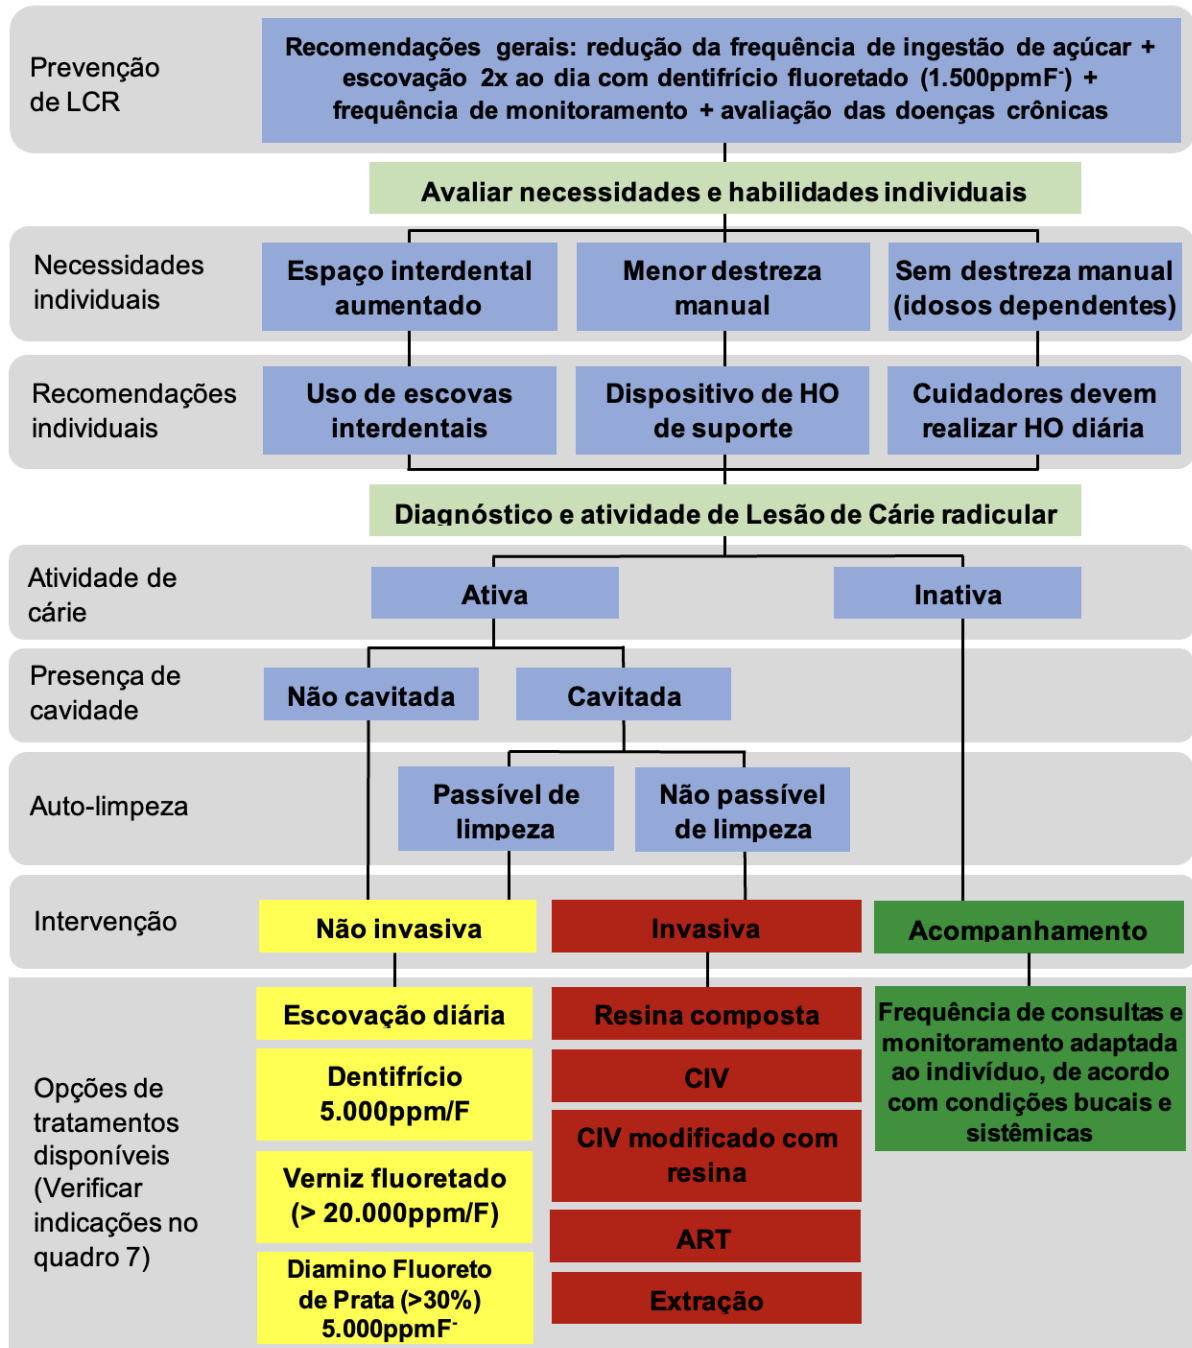 Prevenção
de LCR
Recomendações gerais: redução da frequência de ingestão de açúcar +
escovação 2x ao dia com dentifrício fluoretado (1.500ppmF⁻) +
frequência de monitoramento + avaliação das doenças crônicas
Avaliar necessidades e habilidades individuais
Necessidades
individuais
Espaço interdental
aumentado
Menor destreza
manual
Sem destreza manual
(idosos dependentes)
Recomendações
individuais
Uso de escovas
interdentais
Dispositivo de HO
de suporte
Cuidadores devem
realizar HO diária
Diagnóstico e atividade de Lesão de Cárie radicular
Atividade de
cárie
Ativa
Inativa
Presença de
cavidade
Não cavitada
Cavitada
Auto-limpeza
Passível de
limpeza
Não passível
de limpeza
Intervenção
Não invasiva
Invasiva
Acompanhamento
Opções de
tratamentos
disponíveis
(Verificar
indicações no
quadro 7)
Escovação diária
Dentifrício
5.000ppm/F
Verniz fluoretado
(> 20.000ppm/F)
Diamino Fluoreto
de Prata (>30%)
5.000ppmF⁻
Resina composta
CIV
CIV modificado com
resina
ART
Extração
Frequência de consultas e
monitoramento adaptada
ao indivíduo, de acordo
com condições bucais e
sistêmicas